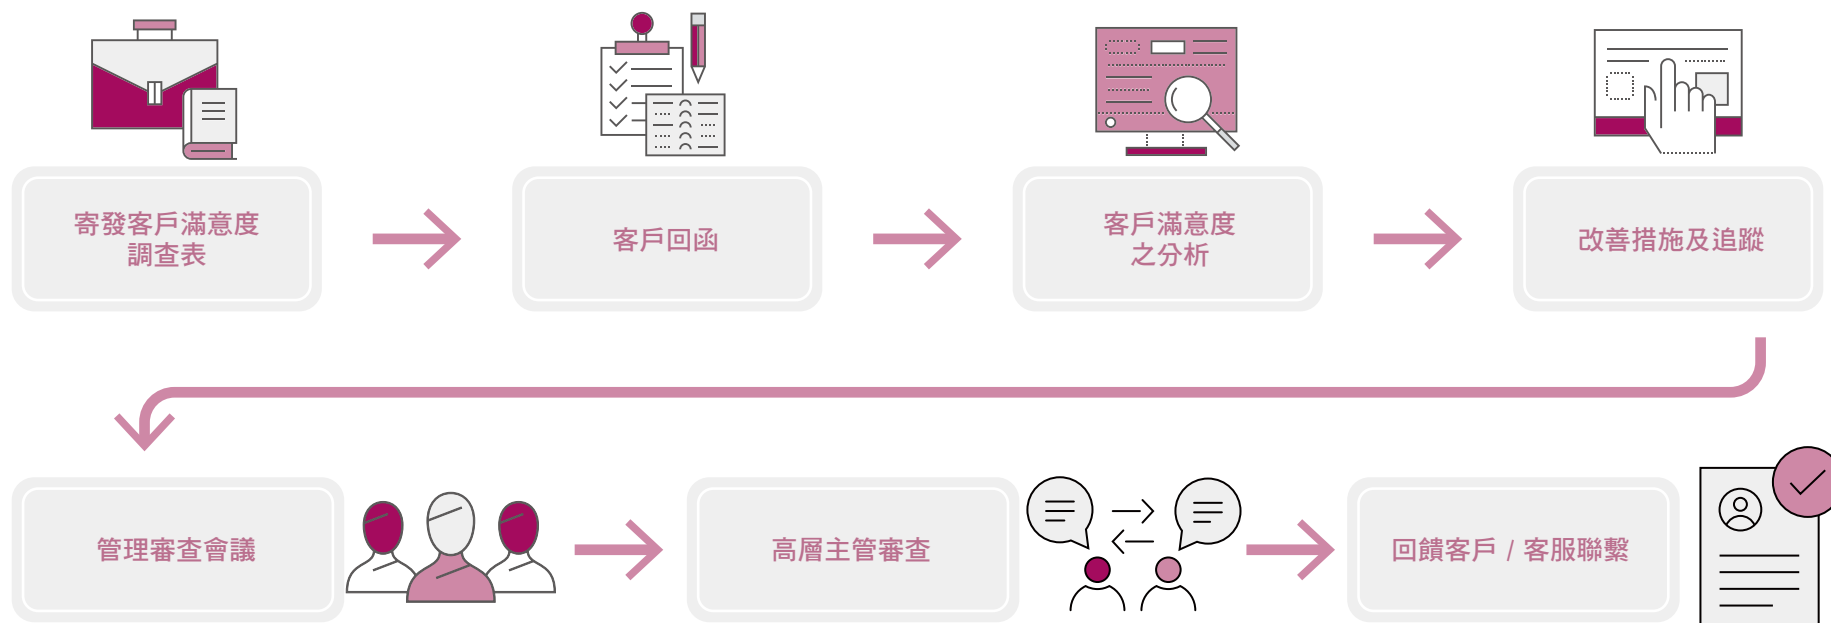 寄發客戶滿意度
調查表
客戶回函
客戶滿意度
之分析
改善措施及追蹤
管理審查會議
高層主管審查
回饋客戶 / 客服聯繫